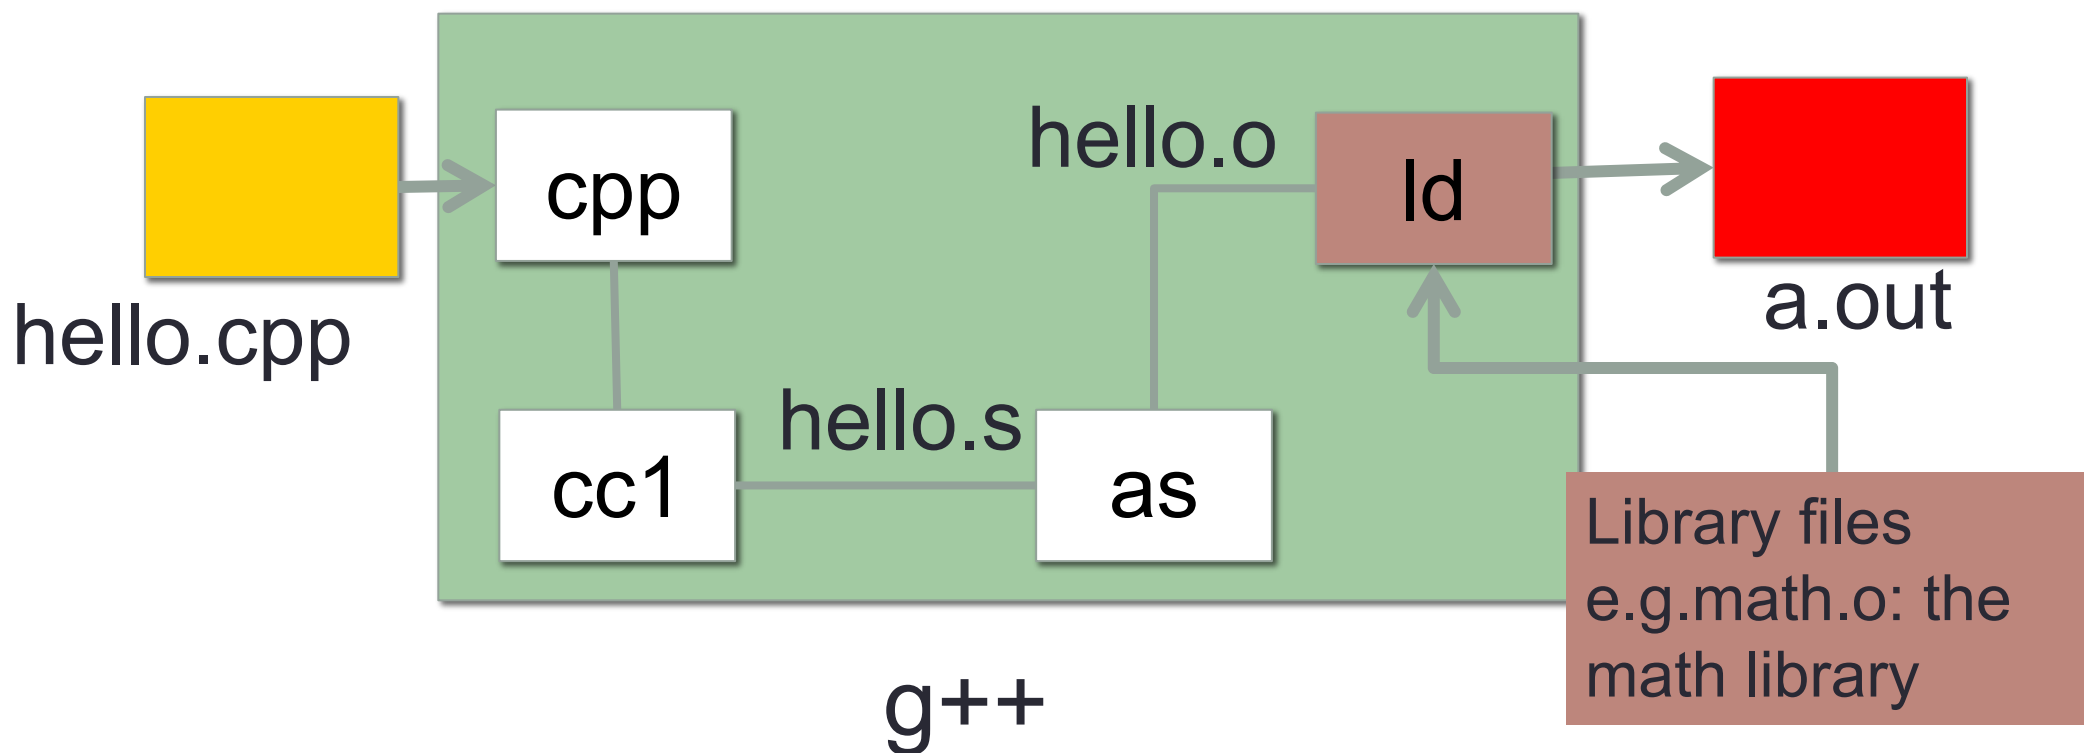 hello.cpp
cpp
cc1
hello.s
as
hello.o
ld
a.out
Library files
e.g.math.o: the
math library
g++